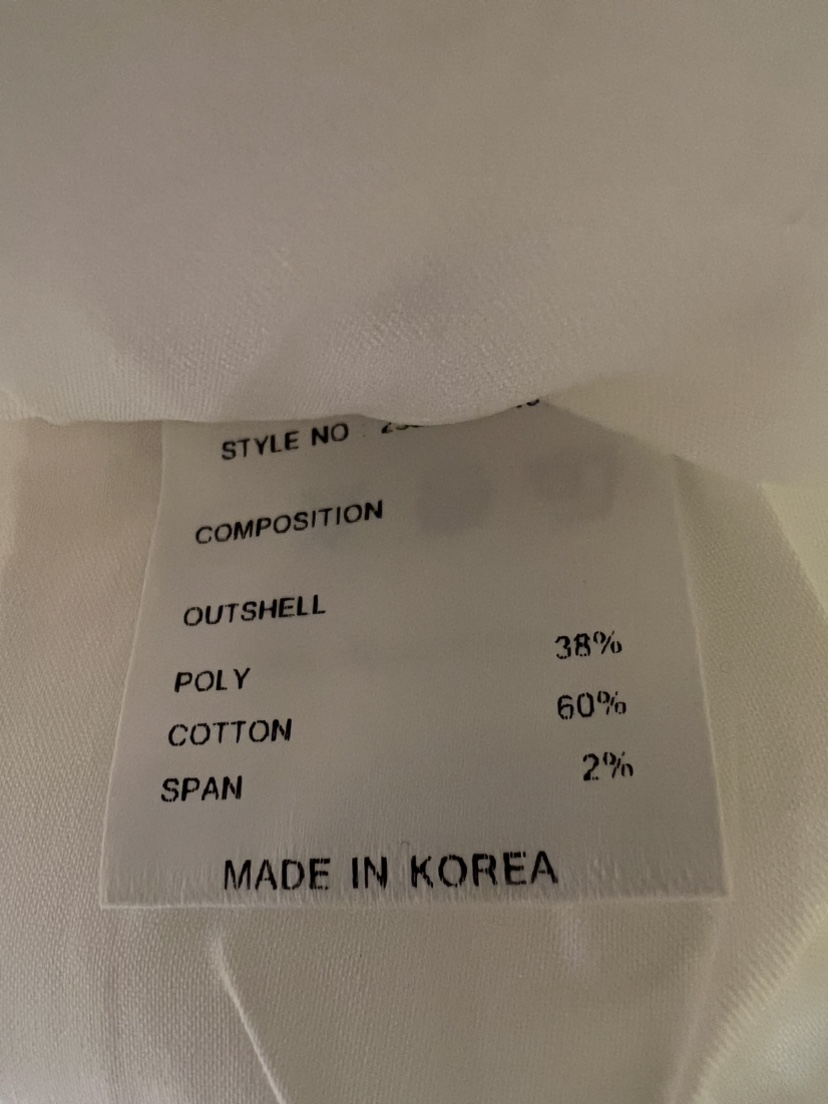 STYLE NO
COMPOSITION
OUTSHELL
POLY 38%
COTTON 60%
SPAN 2%
MADE IN KOREA